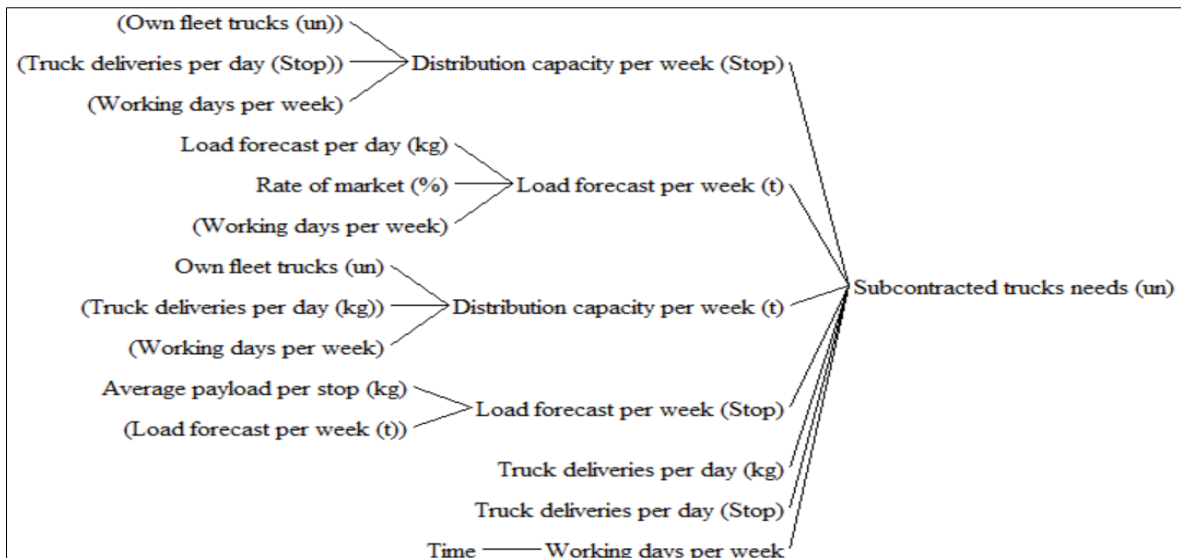 (Own fleet trucks (un))
(Truck deliveries per day (Stop))
Distribution capacity per week (Stop)
(Working days per week)
Load forecast per day (kg)
Rate of market (%)
Load forecast per week (t)
(Working days per week)
Own fleet trucks (un)
Subcontracted trucks needs (un)
(Truck deliveries per day (kg))
Distribution capacity per week (t)
(Working days per week)
Average payload per stop (kg)
Load forecast per week (Stop)
(Load forecast per week (t))
Truck deliveries per day (kg)
Truck deliveries per day (Stop)
Time
Working days per week